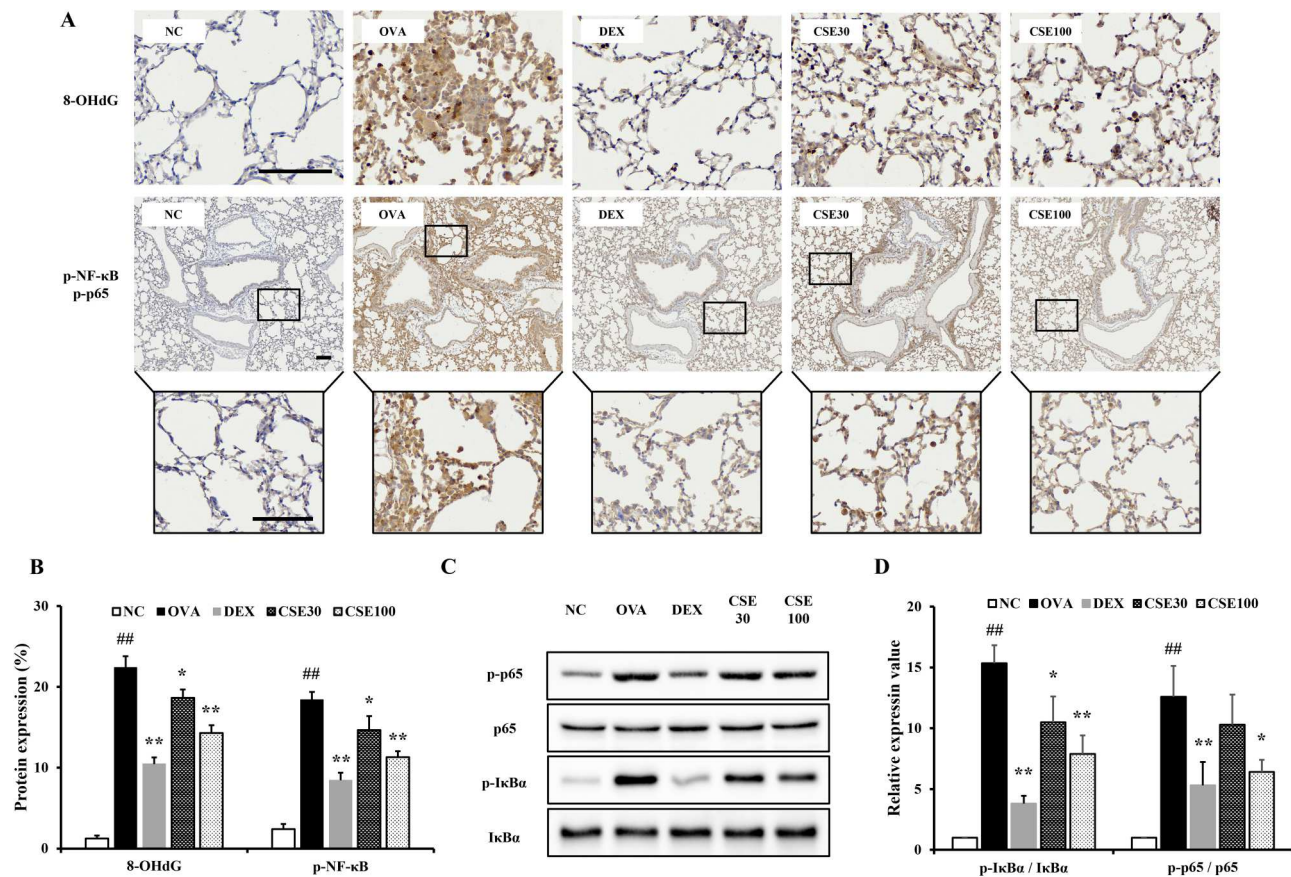 A
NC
OVA
DEX
CSE30
CSE100
8-OHdG
NC
OVA
DEX
CSE30
CSE100
p-NF-κB
p-p65
B
30
20
10
0
Protein expression (%)
NC OVA DEX CSE30 CSE100
##
**
*
**
##
**
*
**
8-OHdG
p-NF-κB
C
NC OVA DEX CSE 30 CSE 100
p-p65
p65
p-IκBα
IκBα
D
20
15
10
5
0
Relative expressin value
NC OVA DEX CSE30 CSE100
##
**
*
**
##
**
*
p-IκBα / IκBα
p-p65 / p65